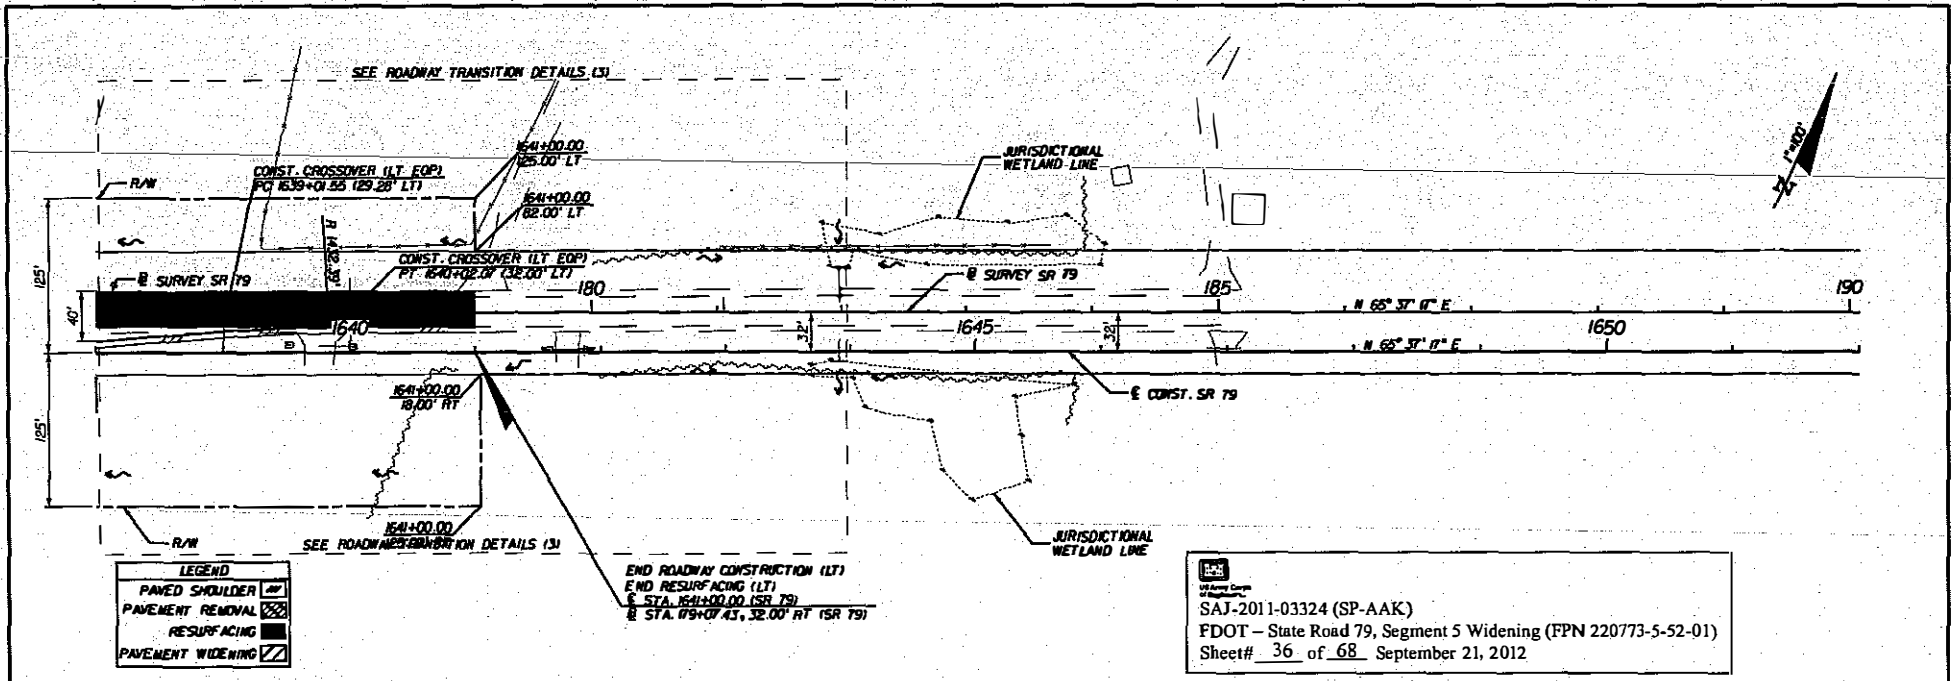 SEE ROADWAY TRANSITION DETAILS (3)
1641+00.00
125.00' LT
JURISDICTIONAL
WETLAND LINE
1"=100'
CONST. CROSSOVER (LT EOP)
PC 1639+01.55 (29.28' LT)
R/W
1641+00.00
82.00' LT
CONST. CROSSOVER (LT EOP)
PT 1640+02.07 (32.00' LT)
125'
℄ SURVEY SR 79
180
℄ SURVEY SR 79
185
190
N 65° 37' 17" E
40'
1640
32'
1645
32'
1650
N 65° 37' 17" E
1641+00.00
18.00' RT
℄ CONST. SR 79
125'
1641+00.00
R/W
SEE ROADWAY TRANSITION DETAILS (3)
JURISDICTIONAL
WETLAND LINE
LEGEND
PAVED SHOULDER
PAVEMENT REMOVAL
RESURFACING
PAVEMENT WIDENING
END ROADWAY CONSTRUCTION (LT)
END RESURFACING (LT)
℄ STA. 1641+00.00 (SR 79)
STA. 179+07.43, 32.00' RT (SR 79)
US Army Corps
of Engineers
SAJ-2011-03324 (SP-AAK)
FDOT – State Road 79, Segment 5 Widening (FPN 220773-5-52-01)
Sheet# 36 of 68 September 21, 2012